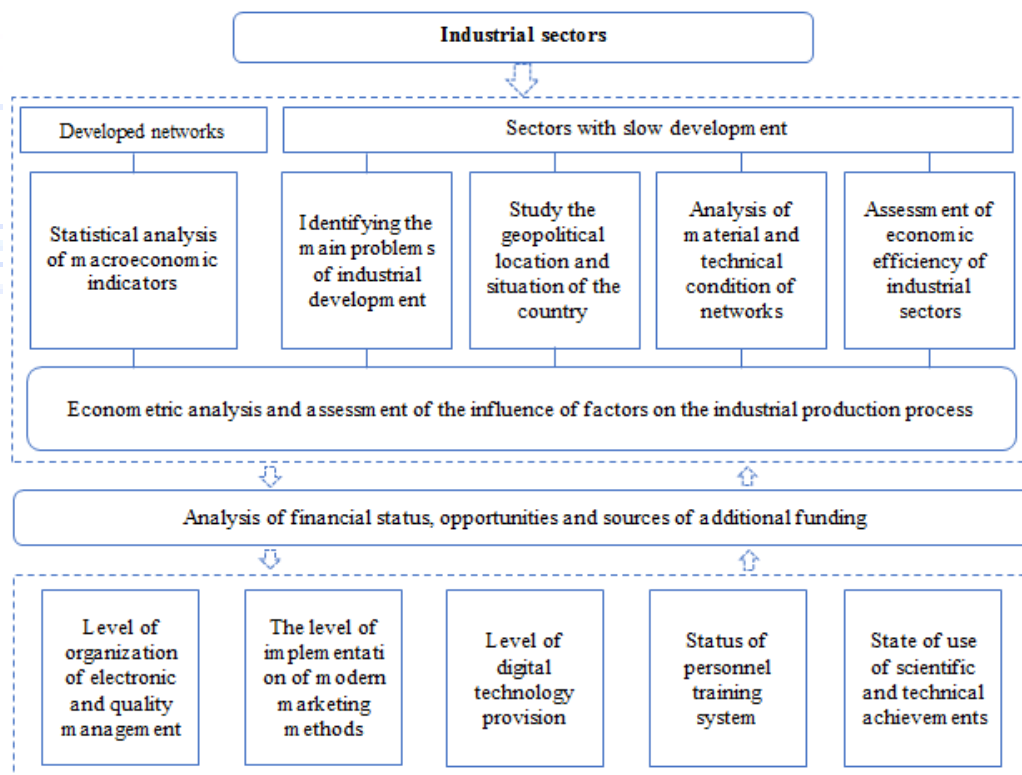 Industrial sectors
Developed networks
Sectors with slow development
Statistical analysis
of macroeconomic
indicators
Identifying the
main problems
of industrial
development
Study the
geopolitical
location and
situation of the
country
Analysis of
material and
technical
condition of
networks
Assessment of
economic
efficiency of
industrial
sectors
Econometric analysis and assessment of the influence of factors on the industrial production process
Analysis of financial status, opportunities and sources of additional funding
Level of
organization
of electronic
and quality
management
The level of
implementati
on of modern
marketing
methods
Level of
digital
technology
provision
Status of
personnel
training
system
State of use
of scientific
and technical
achievements